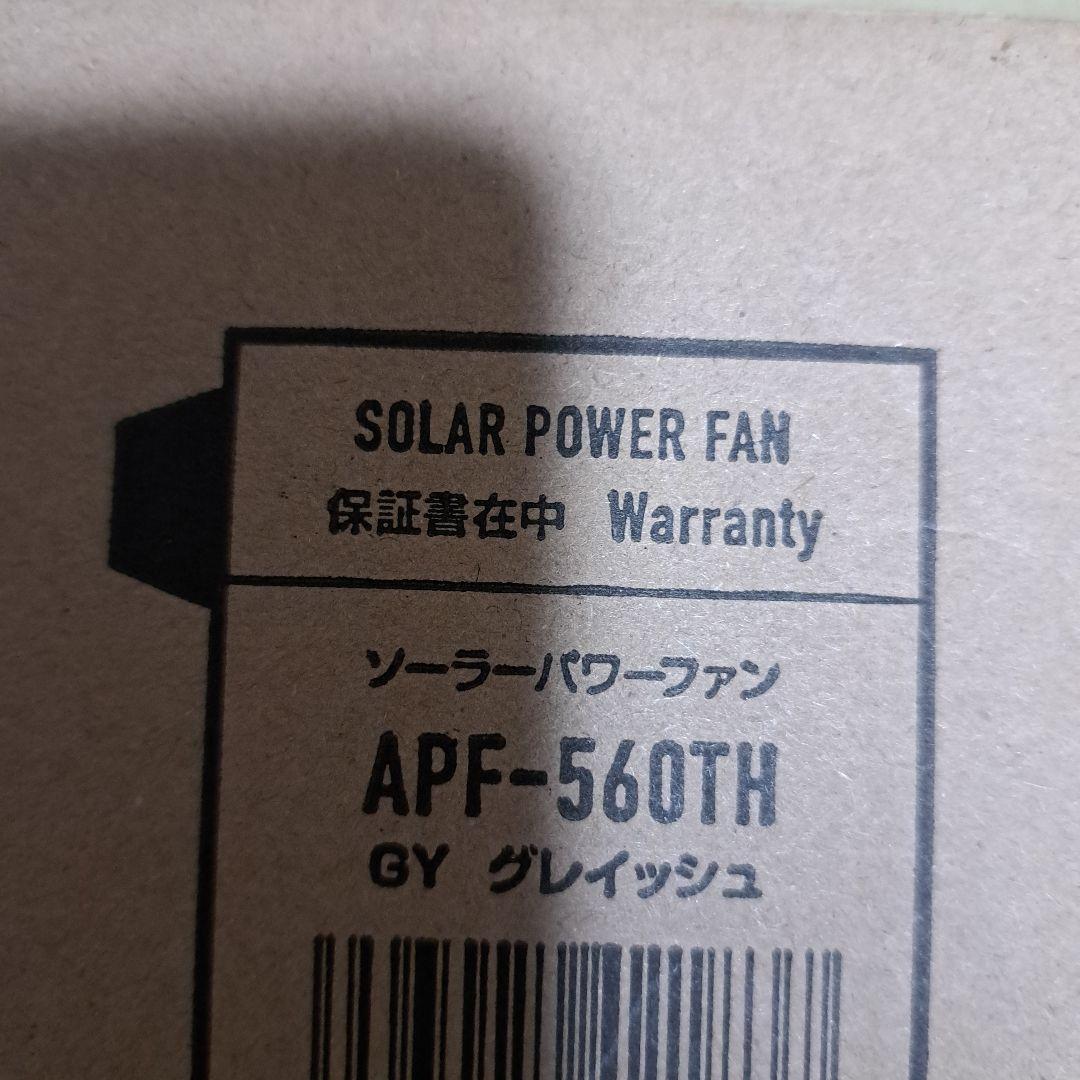 SOLAR POWER FAN
保証書在中 Warranty
ソーラーパワーファン
APF-560TH
GY グレイッシュ